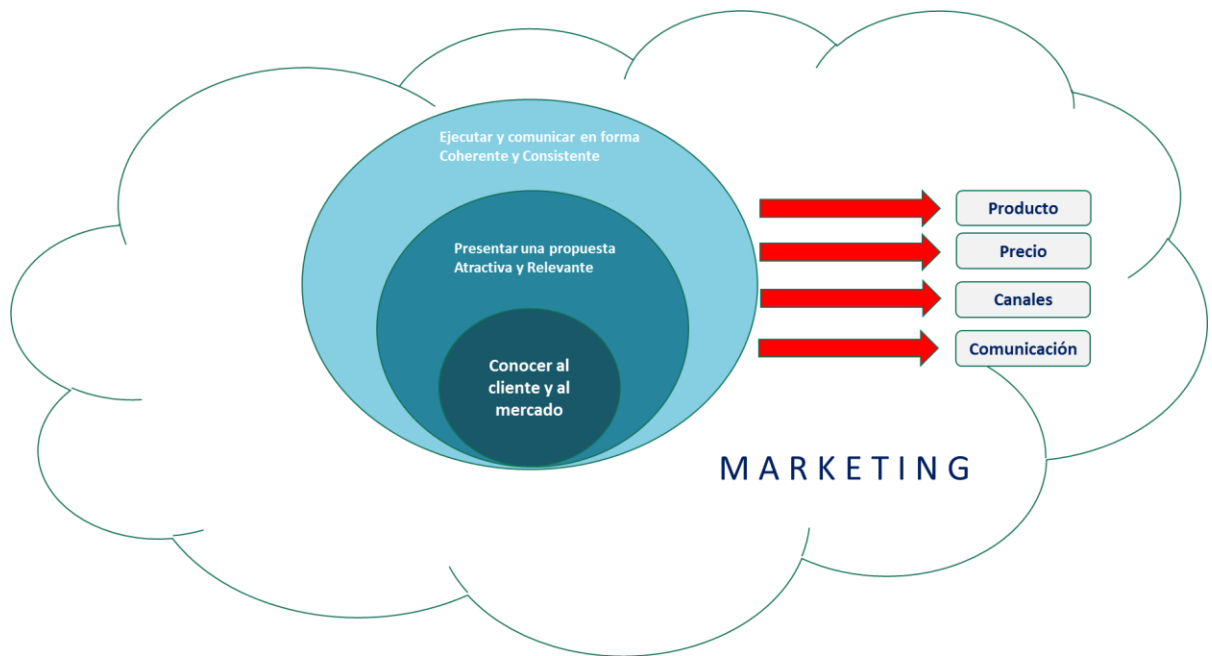 Ejecutar y comunicar en forma
Coherente y Consistente
Presentar una propuesta
Atractiva y Relevante
Conocer al
cliente y al
mercado
Producto
Precio
Canales
Comunicación
MARKETING